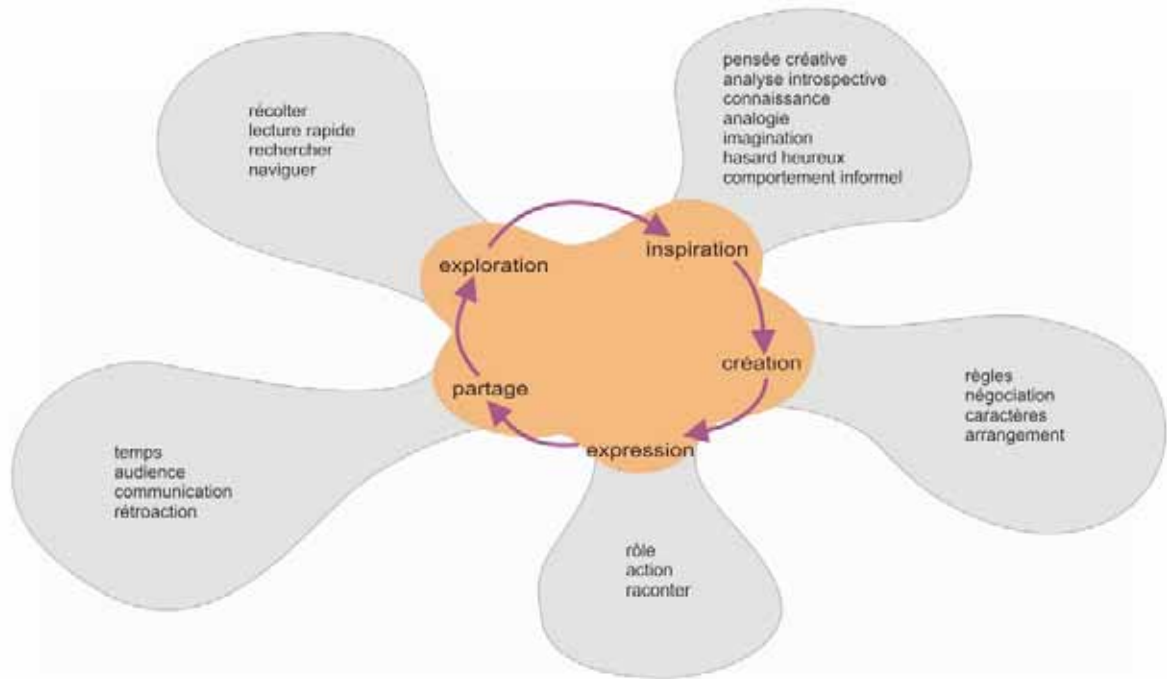 récolter
lecture rapide
rechercher
naviguer
pensée créative
analyse introspective
connaissance
analogie
imagination
hasard heureux
comportement informel
exploration
inspiration
création
expression
partage
règles
négociation
caractères
arrangement
rôle
action
raconter
temps
audience
communication
rétroaction